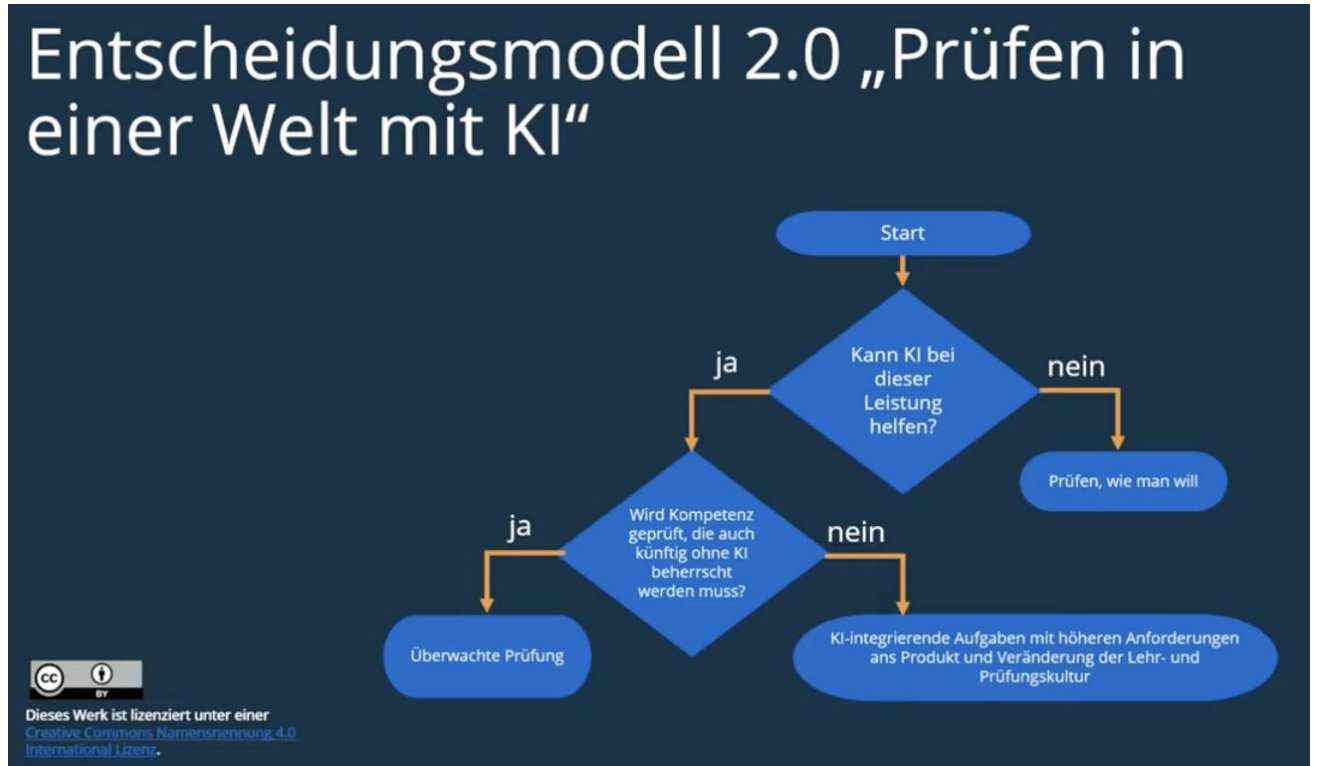 Entscheidungsmodell 2.0 „Prüfen in
einer Welt mit KI“
Start
Kann KI bei
dieser
Leistung
helfen?
ja
nein
Prüfen, wie man will
Wird Kompetenz
geprüft, die auch
künftig ohne KI
beherrscht
werden muss?
ja
nein
Überwachte Prüfung
KI-integrierende Aufgaben mit höheren Anforderungen
ans Produkt und Veränderung der Lehr- und
Prüfungskultur
cc
BY
Dieses Werk ist lizenziert unter einer
Creative Commons Namensnennung 4.0
International Lizenz.